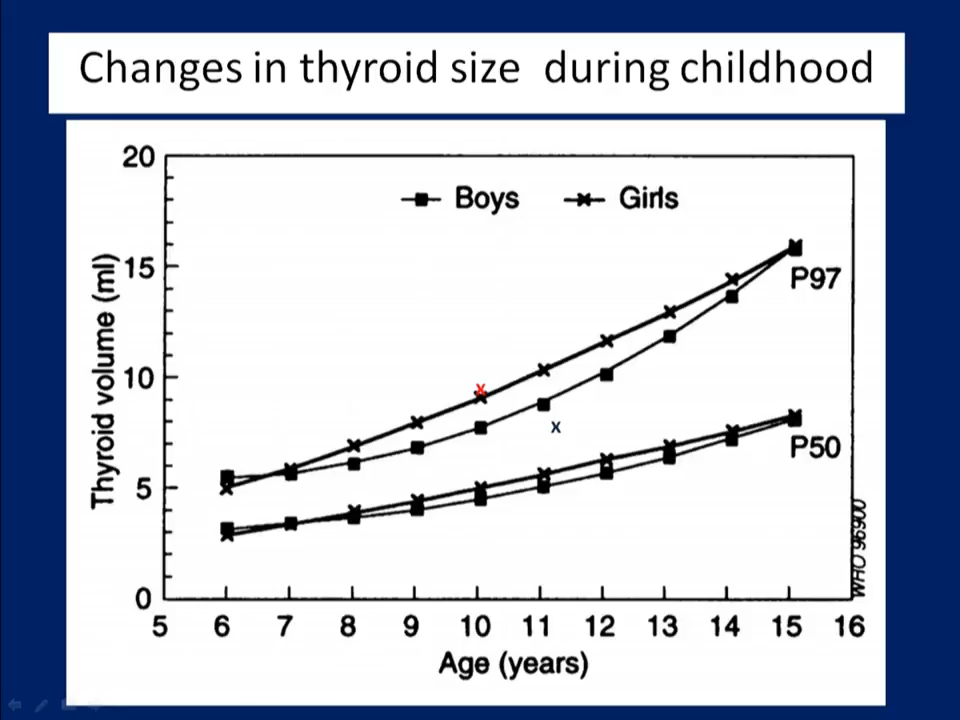 Changes in thyroid size during childhood
20
Boys
Girls
15
P97
10
x
x
P50
5
0
Thyroid volume (ml)
5 6 7 8 9 10 11 12 13 14 15 16
Age (years)
WHO 96900